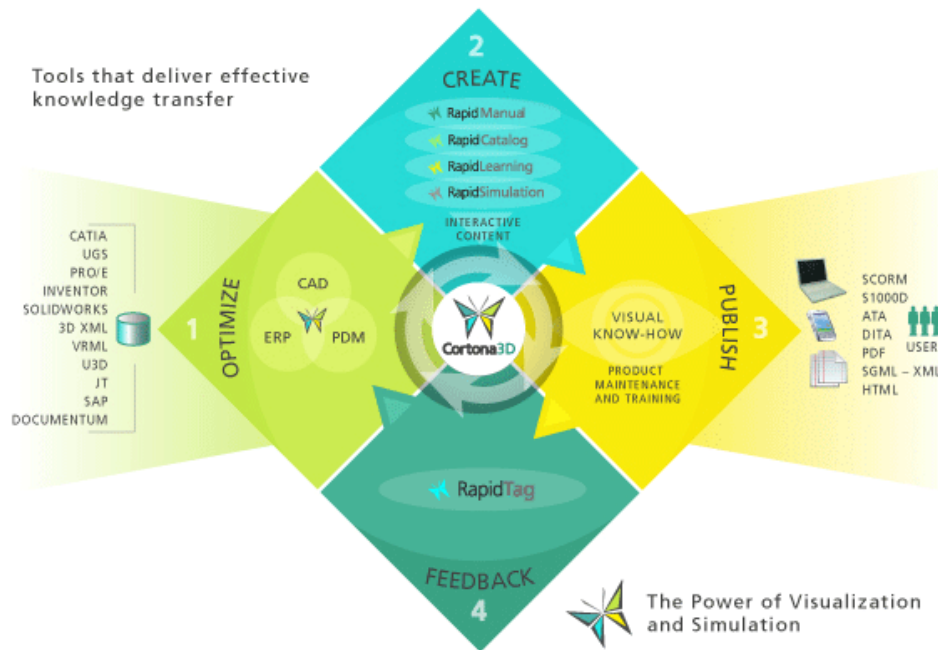 Tools that deliver effective
knowledge transfer
2
CREATE
RapidManual
RapidCatalog
RapidLearning
RapidSimulation
INTERACTIVE
CONTENT
CATIA
UGS
PRO/E
INVENTOR
SOLIDWORKS
3D XML
VRML
U3D
JT
SAP
DOCUMENTUM
1
OPTIMIZE
CAD
ERP
PDM
Cortona3D
VISUAL
KNOW-HOW
PRODUCT
MAINTENANCE
AND TRAINING
PUBLISH
3
SCORM
S1000D
ATA
DITA
PDF
SGML – XML
HTML
USER
RapidTag
FEEDBACK
4
The Power of Visualization
and Simulation